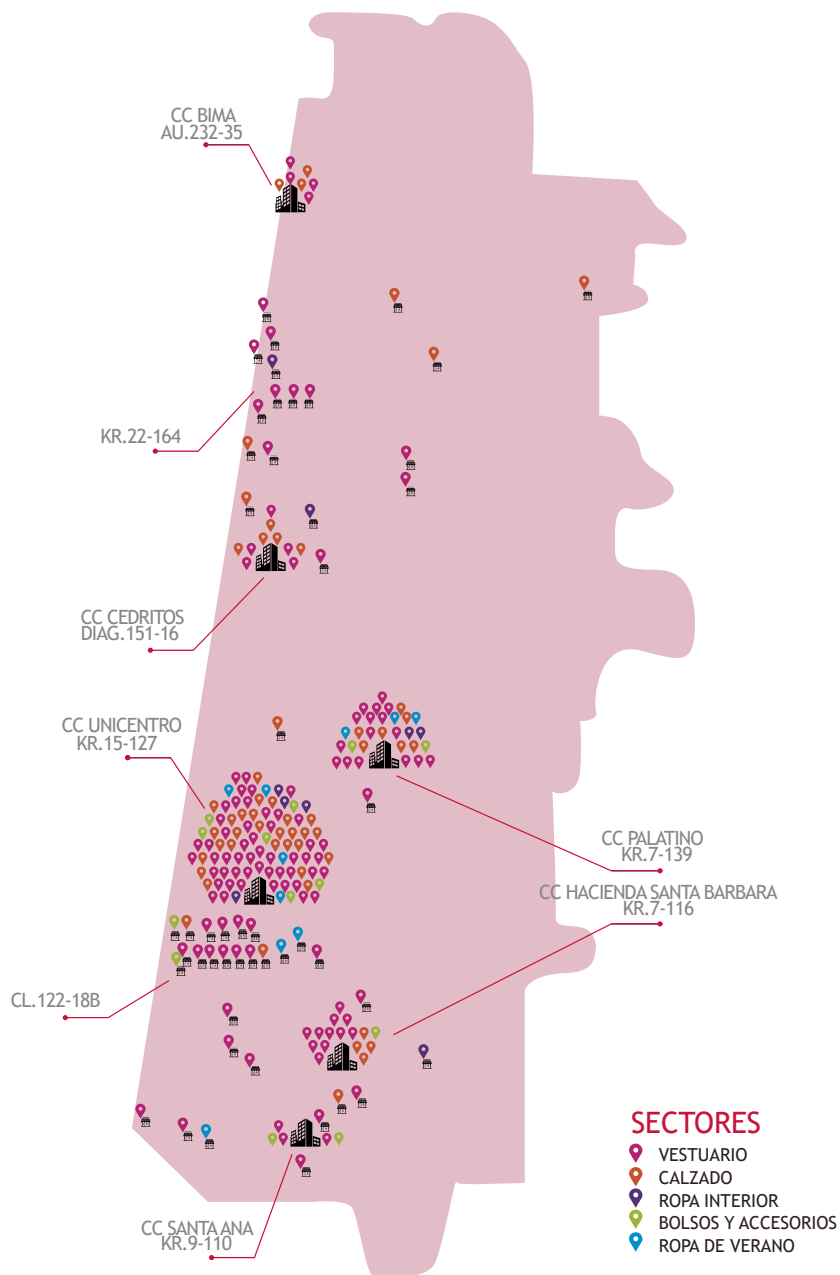 CC BIMA
AU.232-35
KR.22-164
CC CEDRITOS
DIAG.151-16
CC UNICENTRO
KR.15-127
CC PALATINO
KR.7-139
CC HACIENDA SANTA BARBARA
KR.7-116
CL.122-18B
CC SANTA ANA
KR.9-110
SECTORES
VESTUARIO
CALZADO
ROPA INTERIOR
BOLSOS Y ACCESORIOS
ROPA DE VERANO